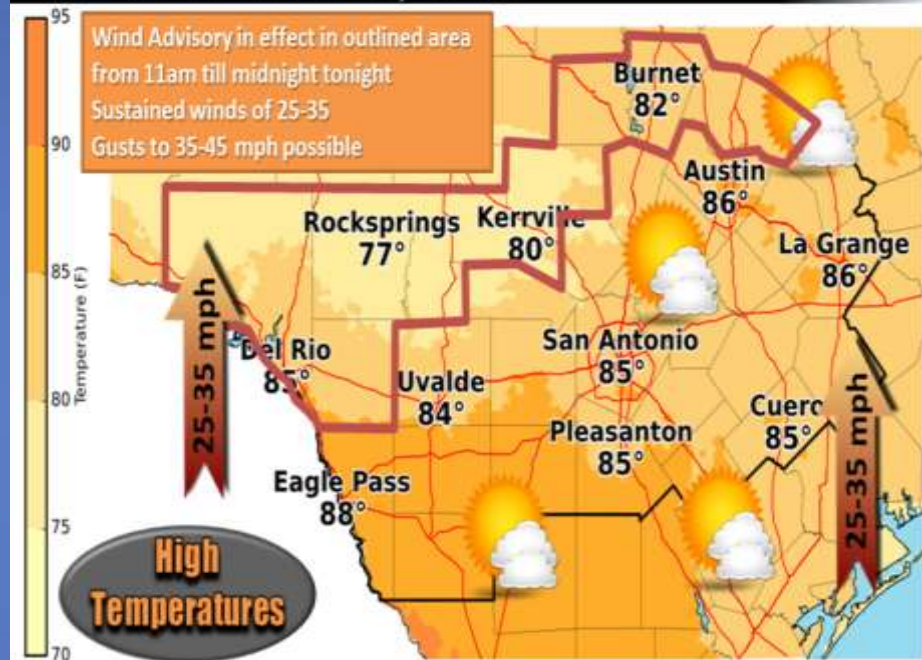 Wind Advisory in effect in outlined area
from 11am till midnight tonight
Sustained winds of 25-35
Gusts to 35-45 mph possible
95
90
85
80
75
70
Temperature (F)
Burnet
82°
Austin
86°
Rocksprings
77°
Kerrville
80°
La Grange
86°
Del Rio
85°
San Antonio
85°
Uvalde
84°
Cuero
85°
Pleasanton
85°
Eagle Pass
88°
25-35 mph
25-35 mph
High
Temperatures